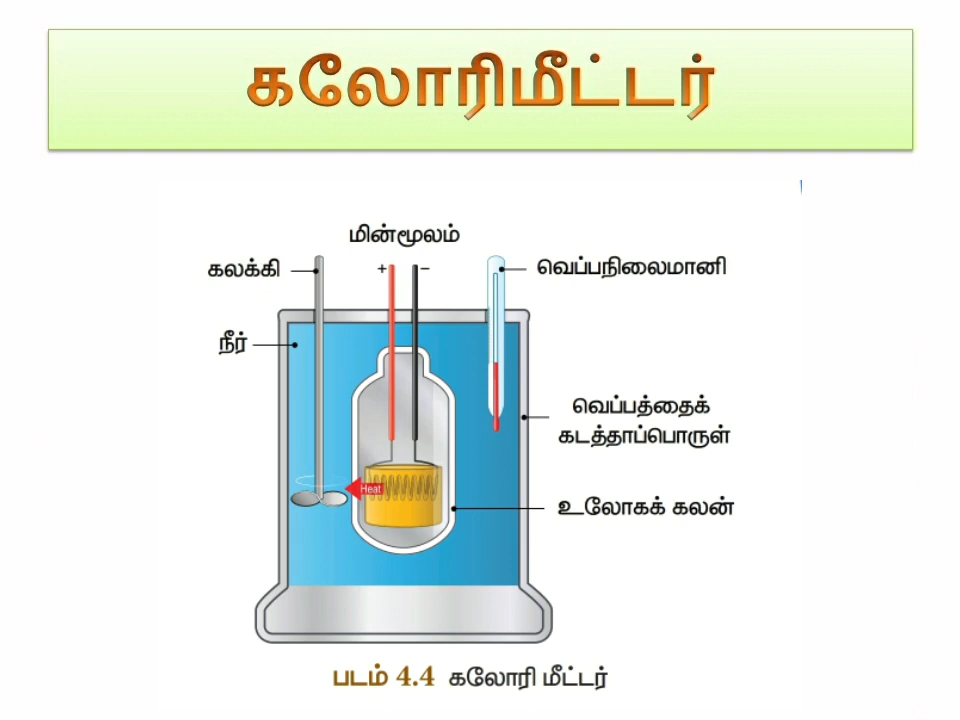 கலோரிமீட்டர்
மின்மூலம்
கலக்கி
+ −
வெப்பநிலைமானி
நீர்
வெப்பத்தைக்
கடத்தாப்பொருள்
Heat
உலோகக் கலன்
படம் 4.4 கலோரி மீட்டர்